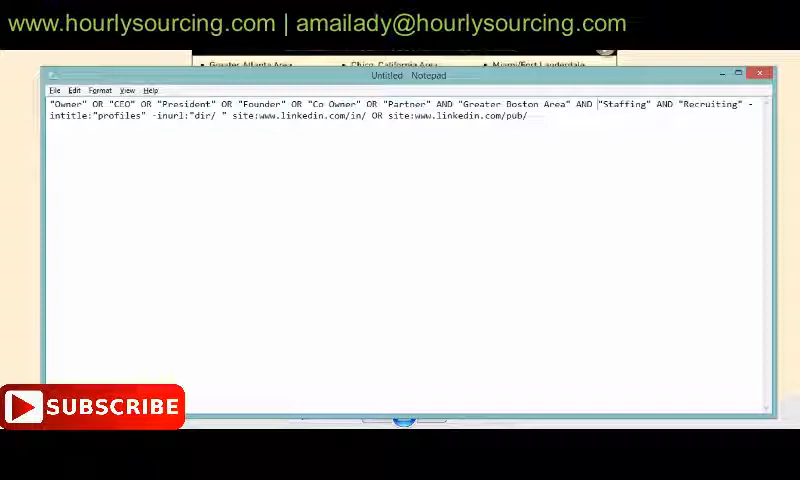 www.hourlysourcing.com | amailady@hourlysourcing.com
Greater Atlanta Area
Chico, California Area
Miami/Fort Lauderdale
Untitled - Notepad
File Edit Format View Help
"Owner" OR "CEO" OR "President" OR "Founder" OR "Co Owner" OR "Partner" AND "Greater Boston Area" AND "Staffing" AND "Recruiting" -
intitle:"profiles" -inurl:"dir/ " site:www.linkedin.com/in/ OR site:www.linkedin.com/pub/
SUBSCRIBE